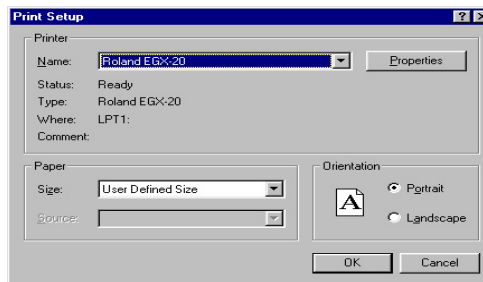 Print Setup
Printer
Name: Roland EGX-20 Properties
Status: Ready
Type: Roland EGX-20
Where: LPT1:
Comment:
Paper
Size: User Defined Size
Source:
Orientation
A
Portrait
Landscape
OK Cancel